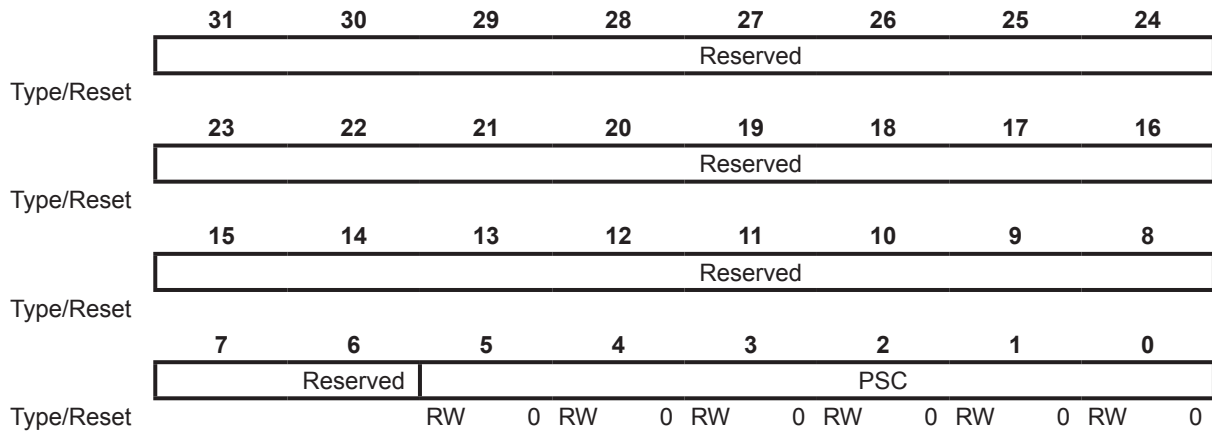 31 30 29 28 27 26 25 24
Reserved
Type/Reset
23 22 21 20 19 18 17 16
Reserved
Type/Reset
15 14 13 12 11 10 9 8
Reserved
Type/Reset
7 6 5 4 3 2 1 0
Reserved PSC
Type/Reset RW 0 RW 0 RW 0 RW 0 RW 0 RW 0